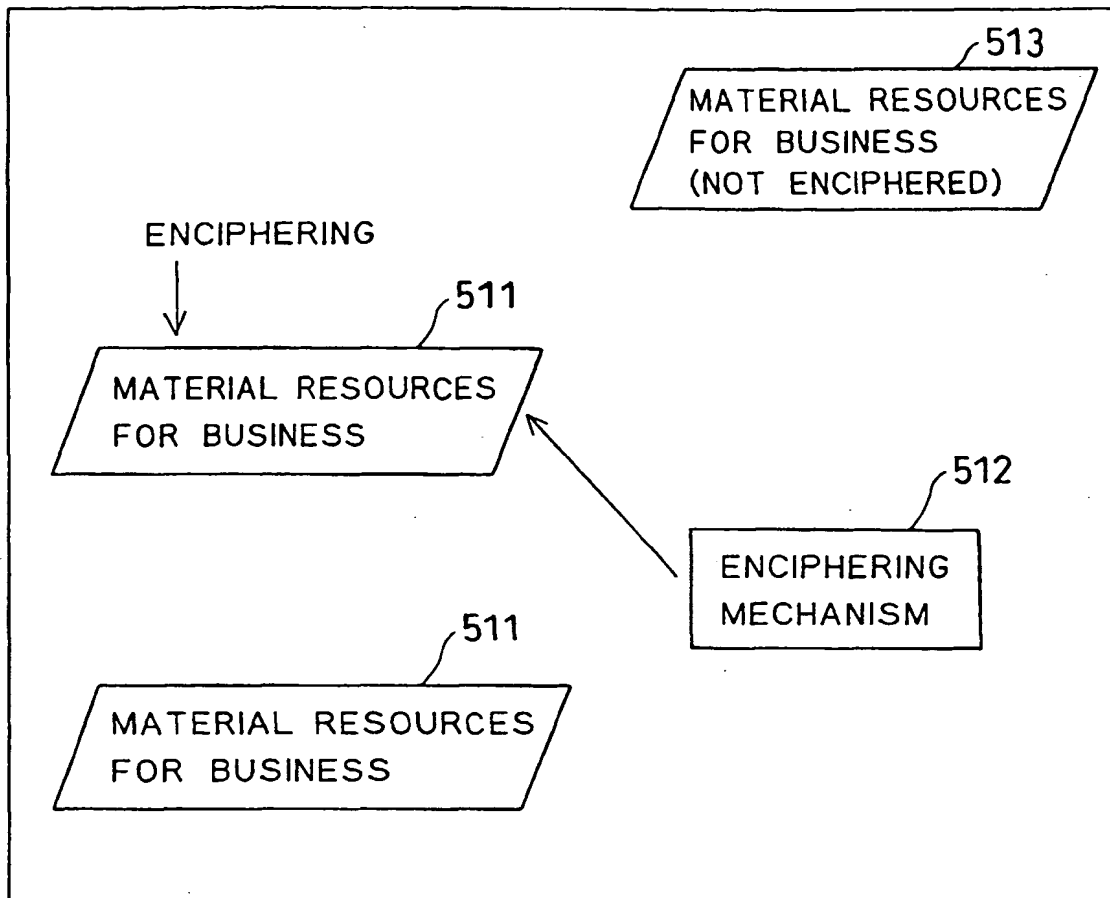 513
MATERIAL RESOURCES
FOR BUSINESS
(NOT ENCIPHERED)
ENCIPHERING
511
MATERIAL RESOURCES
FOR BUSINESS
512
ENCIPHERING
MECHANISM
511
MATERIAL RESOURCES
FOR BUSINESS